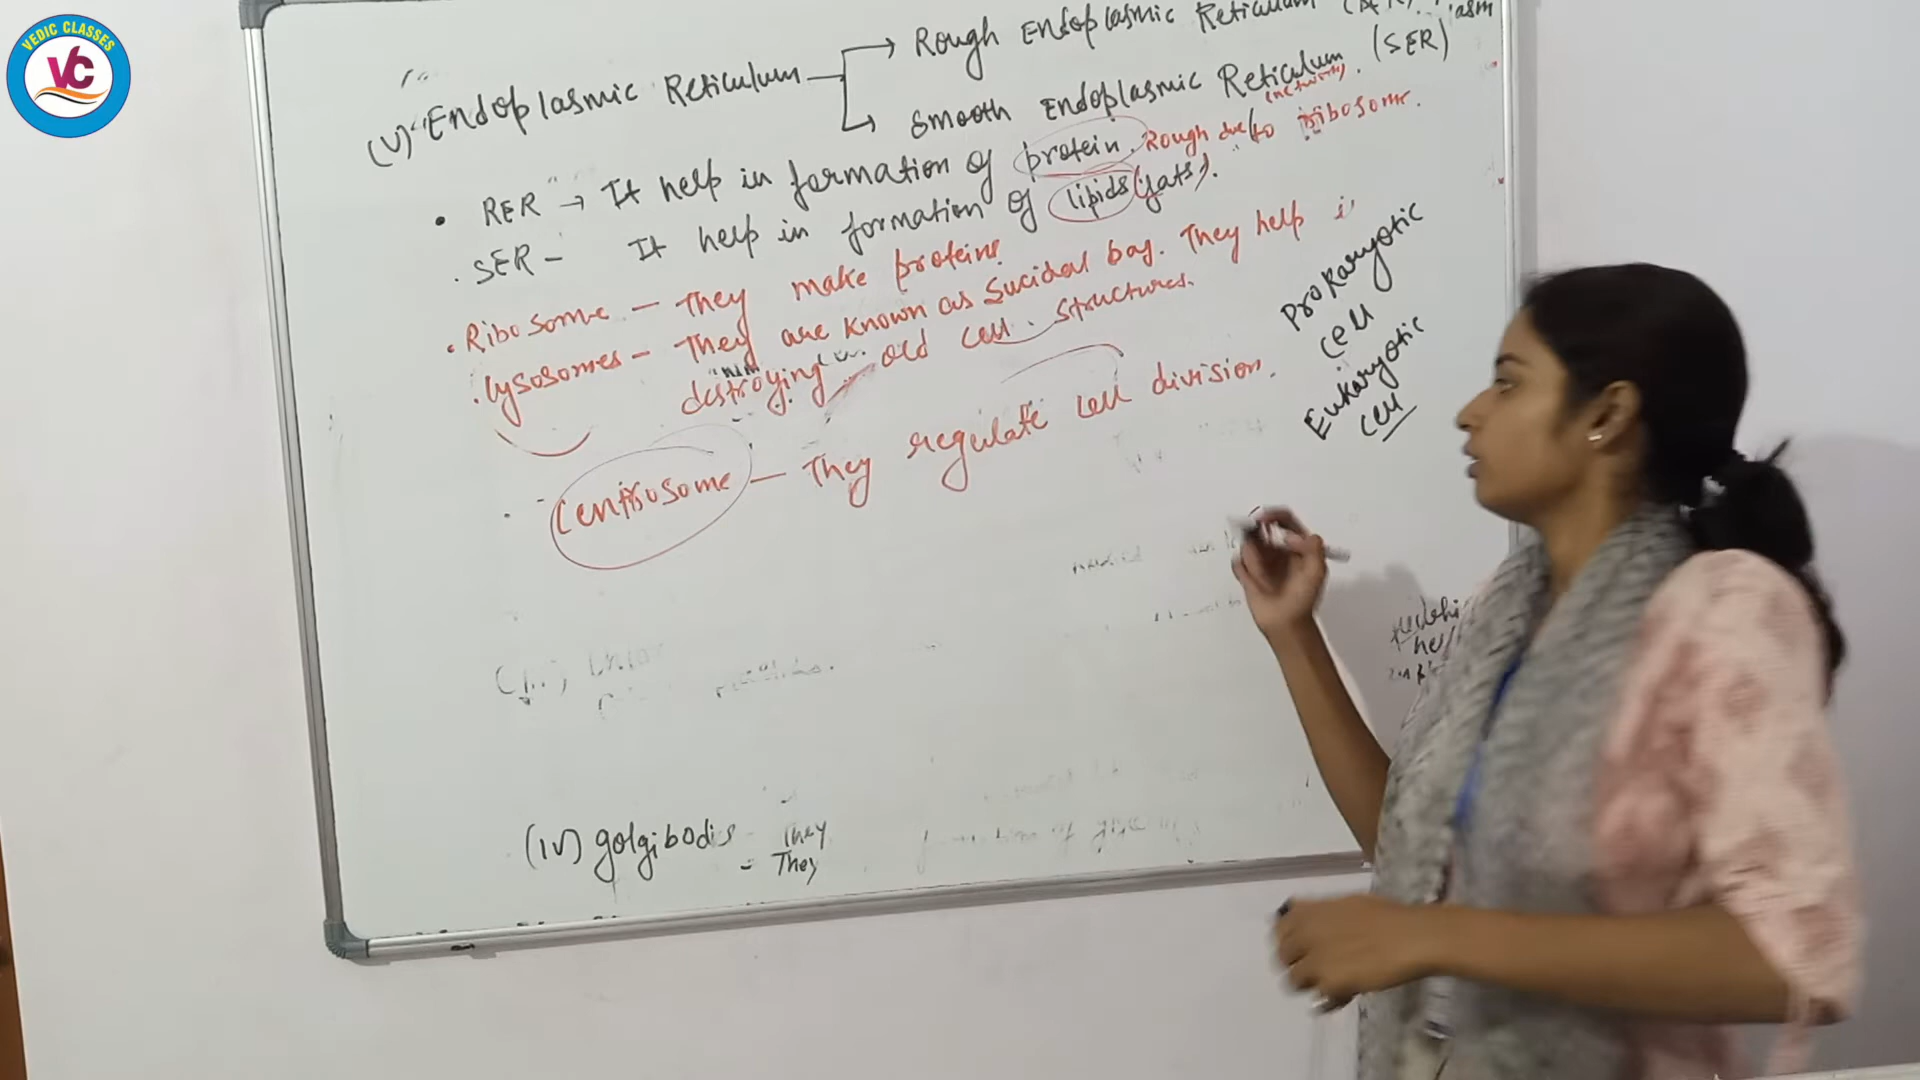 VEDIC CLASSES
VC
(V) Endoplasmic Reticulum
Rough Endoplasmic Reticulum
Smooth Endoplasmic Reticulum. (SER)
• RER → It help in formation of protein. Rough due to ribosome.
. SER - It help in formation of lipids (fats).
. Ribosome - They make proteins
. lysosomes - They are known as Sucidal bag. They help i
destroying old cell. structures.
. Centrosome - They regulate cell division.
Prokaryotic
cell
Eukaryotic
cell
(IV) golgibodis - They
- They